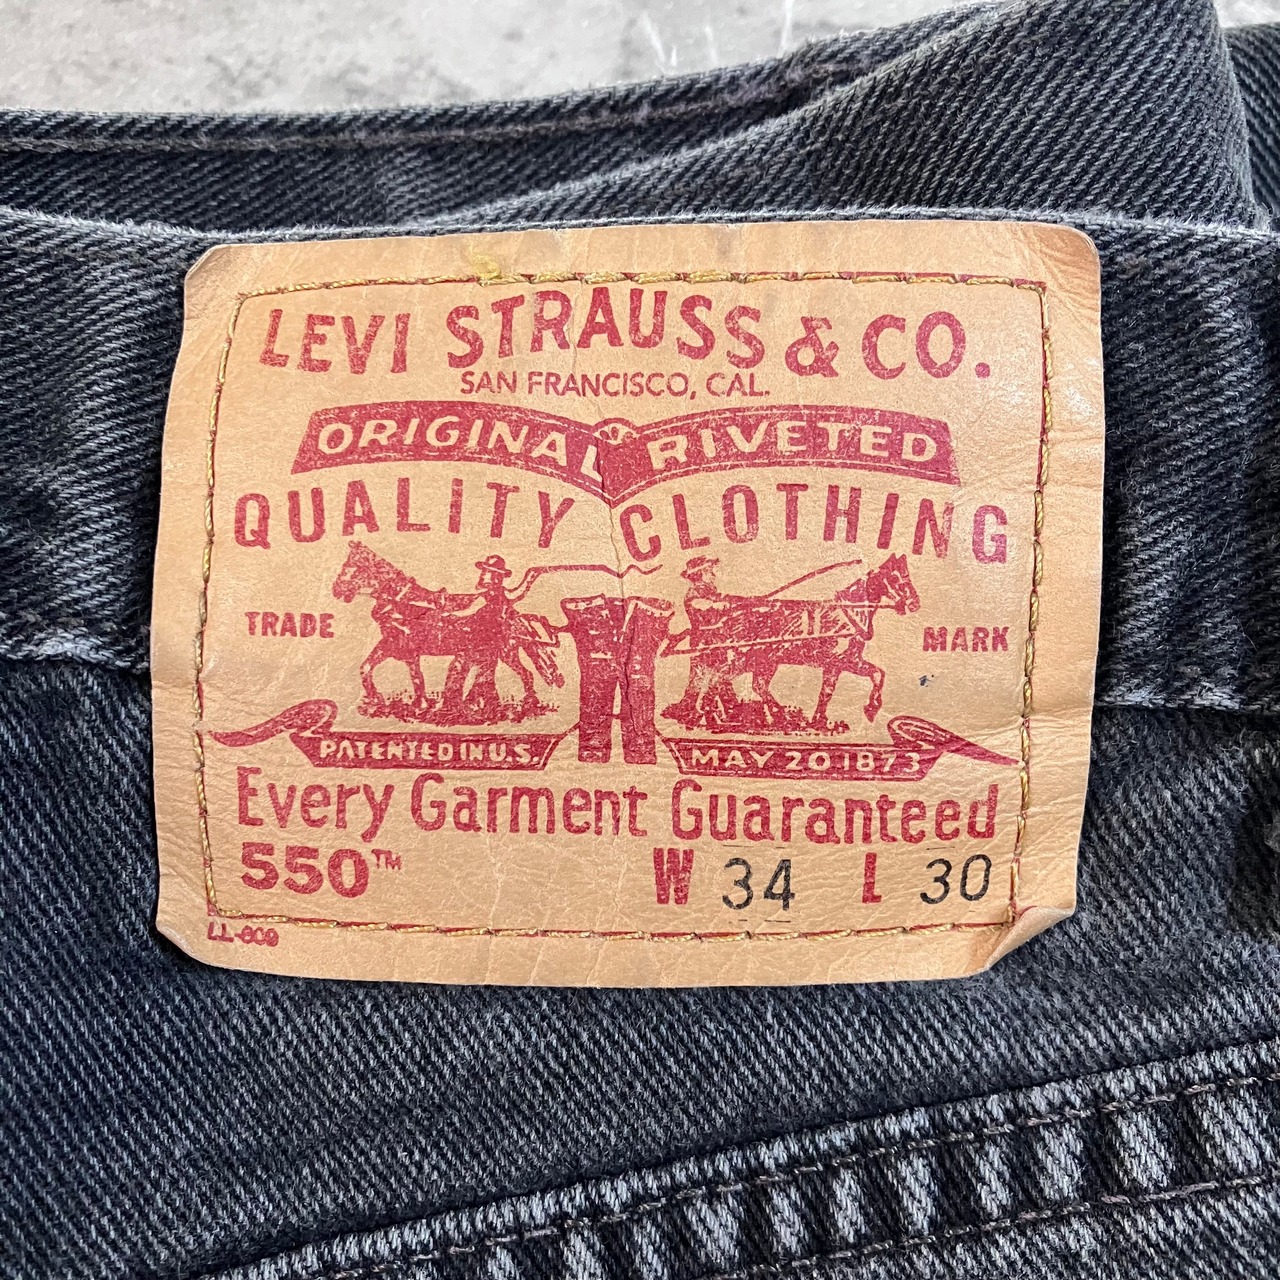 LEVI STRAUSS & CO.
SAN FRANCISCO, CAL.
ORIGINAL RIVETED
QUALITY CLOTHING
TRADE MARK
PATENTED IN U.S. MAY 20 1873
Every Garment Guaranteed
550™ W 34 L 30